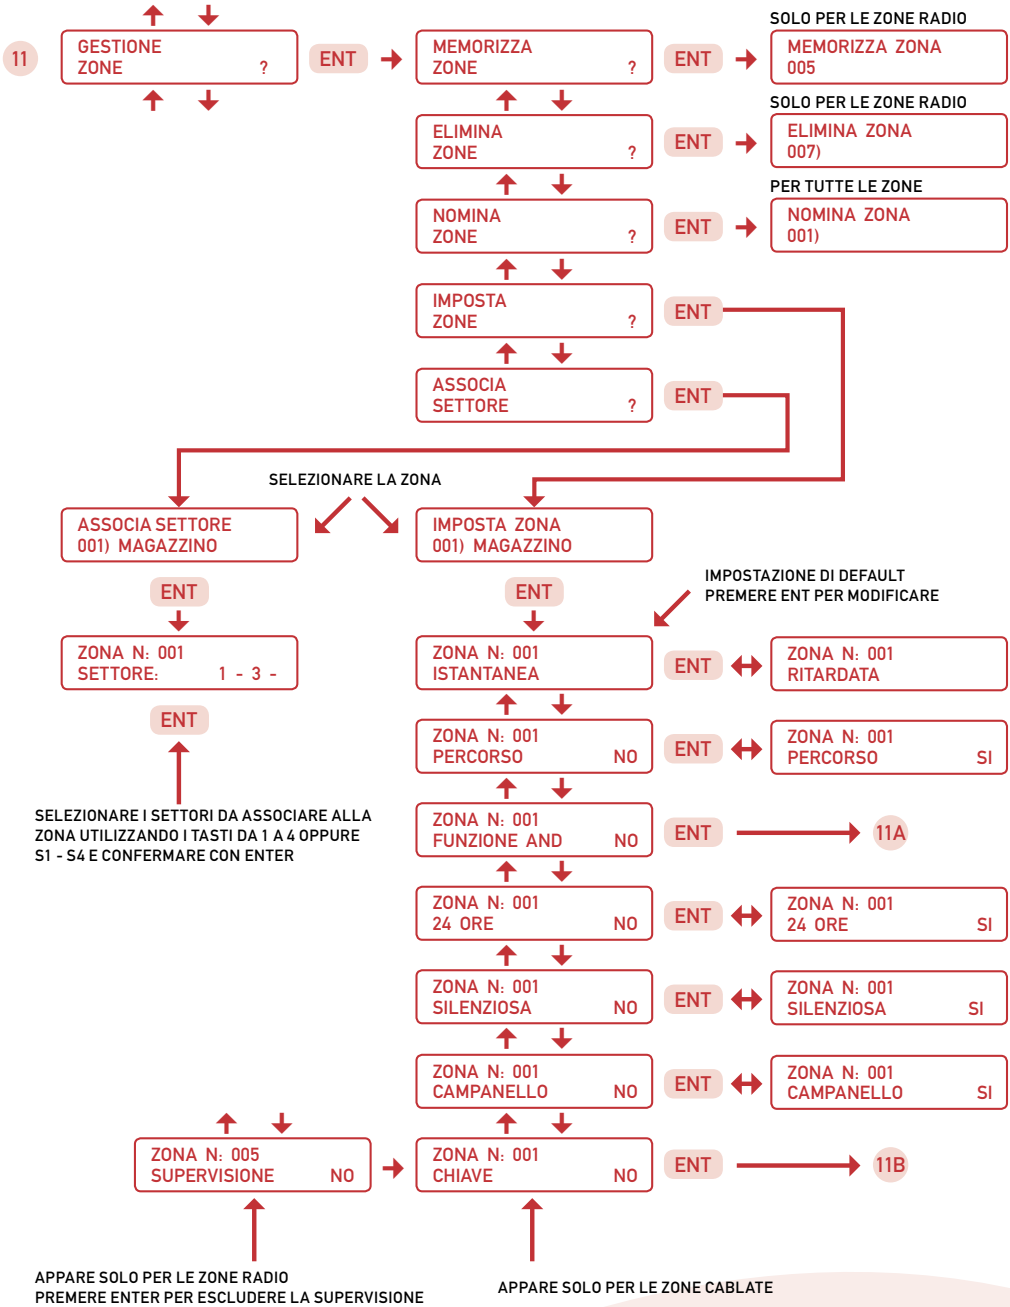 11
GESTIONE
ZONE ?
ENT
MEMORIZZA
ZONE ?
ENT
SOLO PER LE ZONE RADIO
MEMORIZZA ZONA
005
ELIMINA
ZONE ?
ENT
SOLO PER LE ZONE RADIO
ELIMINA ZONA
007)
NOMINA
ZONE ?
ENT
PER TUTTE LE ZONE
NOMINA ZONA
001)
IMPOSTA
ZONE ?
ENT
ASSOCIA
SETTORE ?
ENT
SELEZIONARE LA ZONA
ASSOCIA SETTORE
001) MAGAZZINO
IMPOSTA ZONA
001) MAGAZZINO
ENT
ENT
IMPOSTAZIONE DI DEFAULT
PREMERE ENT PER MODIFICARE
ZONA N: 001
SETTORE: 1 - 3 -
ENT
SELEZIONARE I SETTORI DA ASSOCIARE ALLA
ZONA UTILIZZANDO I TASTI DA 1 A 4 OPPURE
S1 - S4 E CONFERMARE CON ENTER
ZONA N: 001
ISTANTANEA
ENT
ZONA N: 001
RITARDATA
ZONA N: 001
PERCORSO NO
ENT
ZONA N: 001
PERCORSO SI
ZONA N: 001
FUNZIONE AND NO
ENT
11A
ZONA N: 001
24 ORE NO
ENT
ZONA N: 001
24 ORE SI
ZONA N: 001
SILENZIOSA NO
ENT
ZONA N: 001
SILENZIOSA SI
ZONA N: 001
CAMPANELLO NO
ENT
ZONA N: 001
CAMPANELLO SI
ZONA N: 005
SUPERVISIONE NO
ZONA N: 001
CHIAVE NO
ENT
11B
APPARE SOLO PER LE ZONE RADIO
PREMERE ENTER PER ESCLUDERE LA SUPERVISIONE
APPARE SOLO PER LE ZONE CABLATE